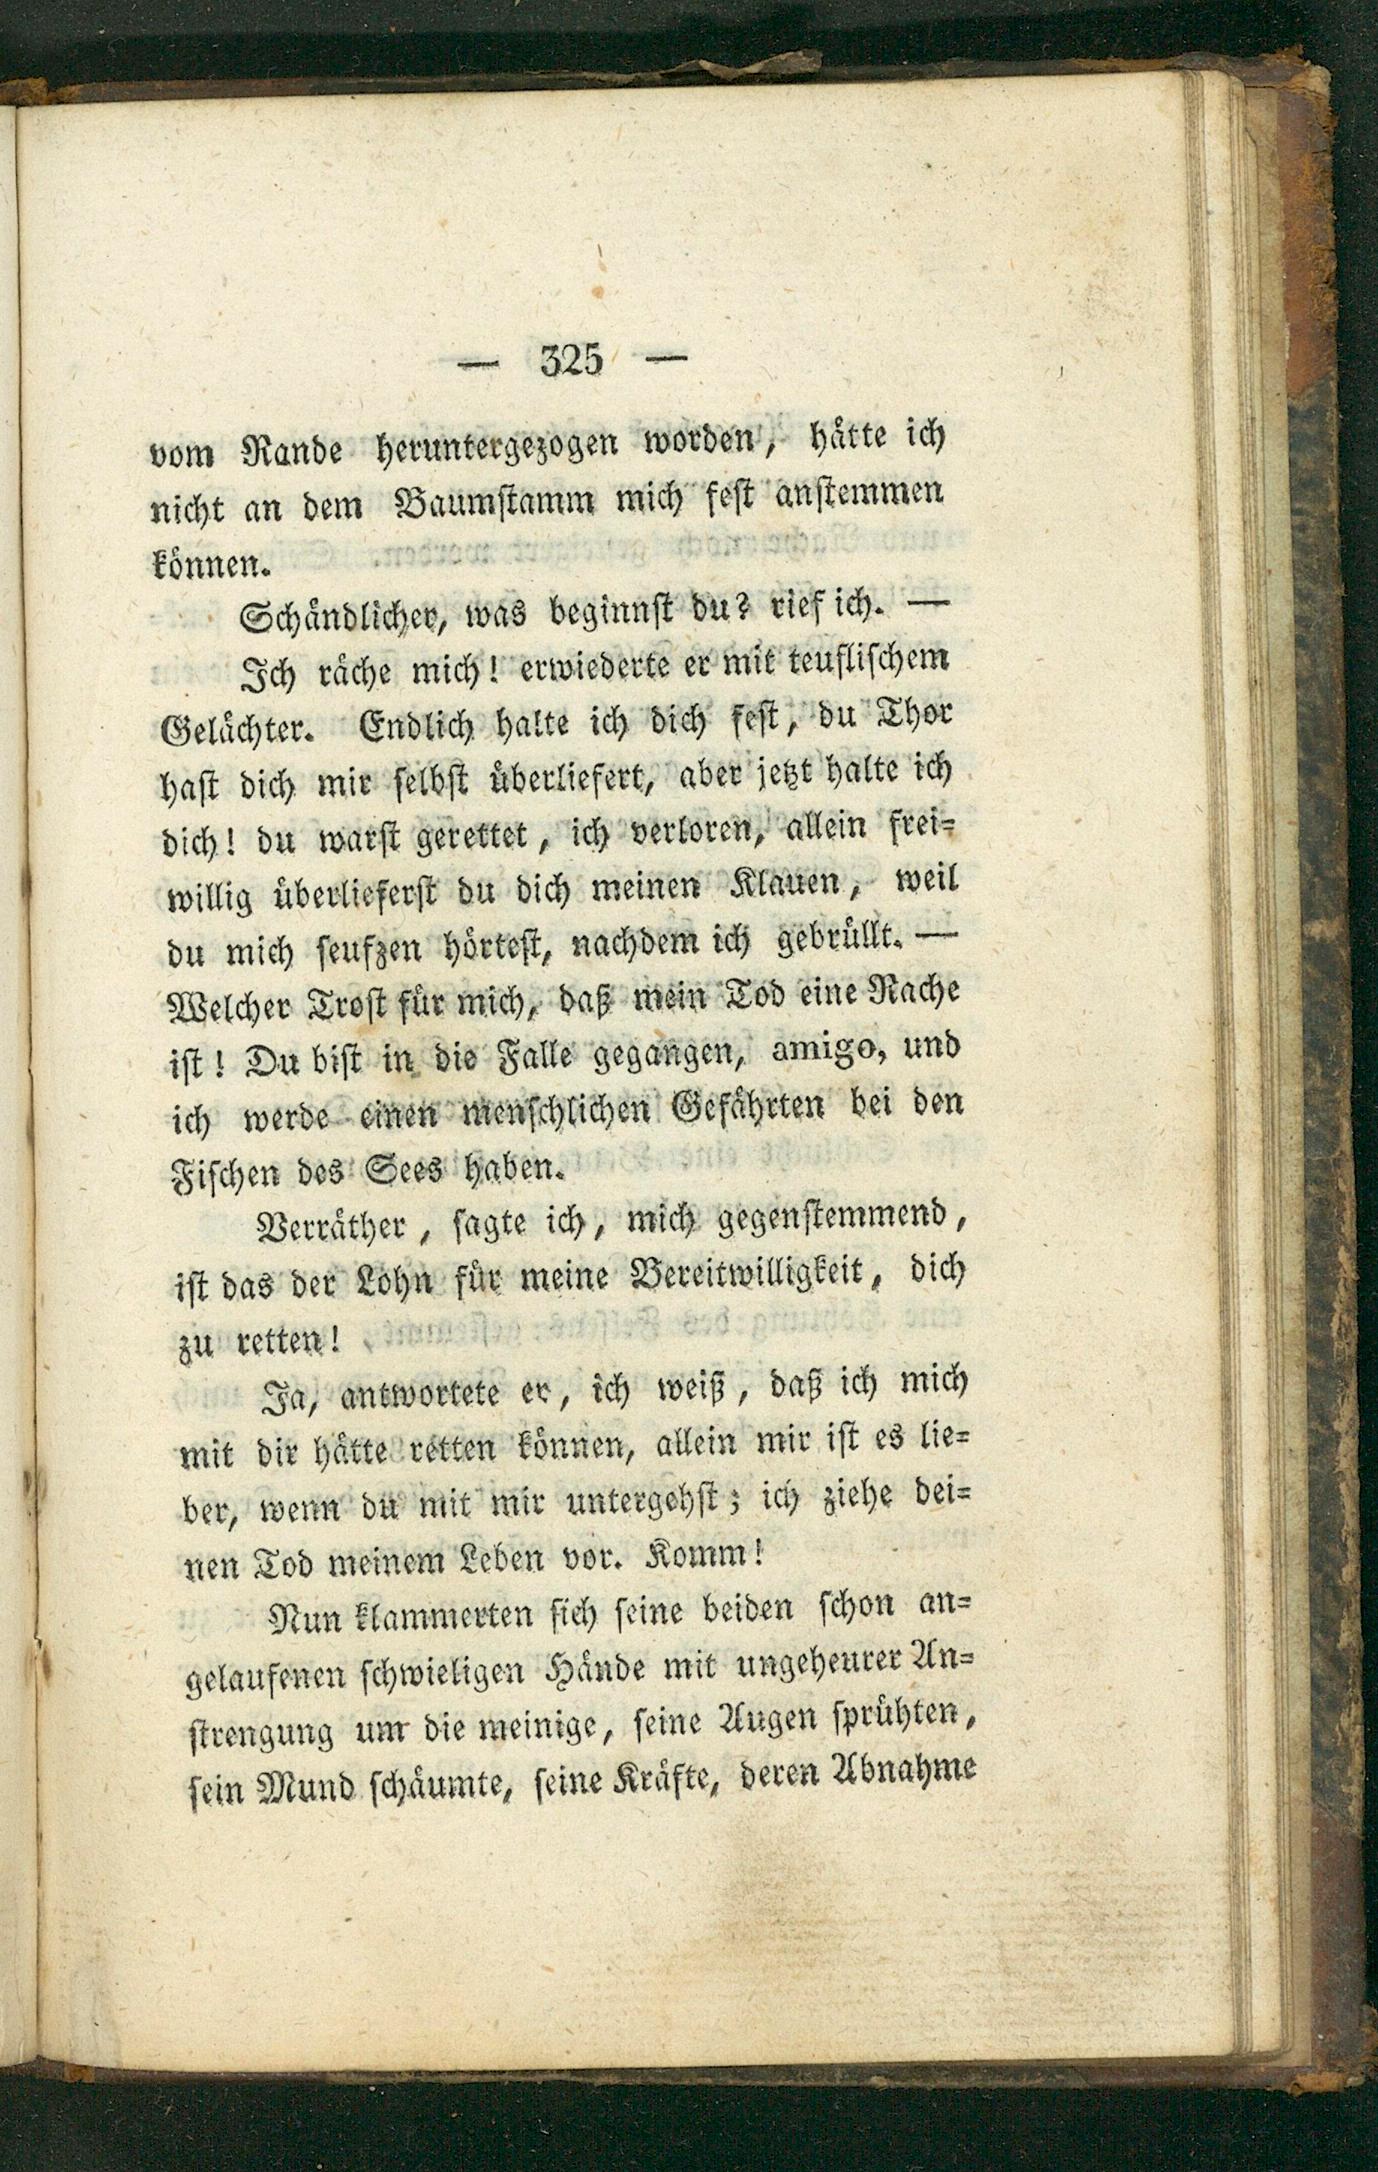 — 325 —
vom Rande heruntergezogen worden, hätte ich
nicht an dem Baumstamm mich fest anstemmen
können.
Schändlicher, was beginnst du? rief ich. —
Ich räche mich! erwiederte er mit teuflischem
Gelächter. Endlich halte ich dich fest, du Thor
hast dich mir selbst überliefert, aber jetzt halte ich
dich! du warst gerettet, ich verloren, allein frei=
willig überlieferst du dich meinen Klauen, weil
du mich seufzen hörtest, nachdem ich gebrüllt. —
Welcher Trost für mich, daß mein Tod eine Rache
ist! Du bist in die Falle gegangen, amigo, und
ich werde einen menschlichen Gefährten bei den
Fischen des Sees haben.
Verräther, sagte ich, mich gegenstemmend,
ist das der Lohn für meine Bereitwilligkeit, dich
zu retten!
Ja, antwortete er, ich weiß, daß ich mich
mit dir hätte retten können, allein mir ist es lie=
ber, wenn du mit mir untergehst; ich ziehe dei=
nen Tod meinem Leben vor. Komm!
Nun klammerten sich seine beiden schon an=
gelaufenen schwieligen Hände mit ungeheurer An=
strengung um die meinige, seine Augen sprühten,
sein Mund schäumte, seine Kräfte, deren Abnahme